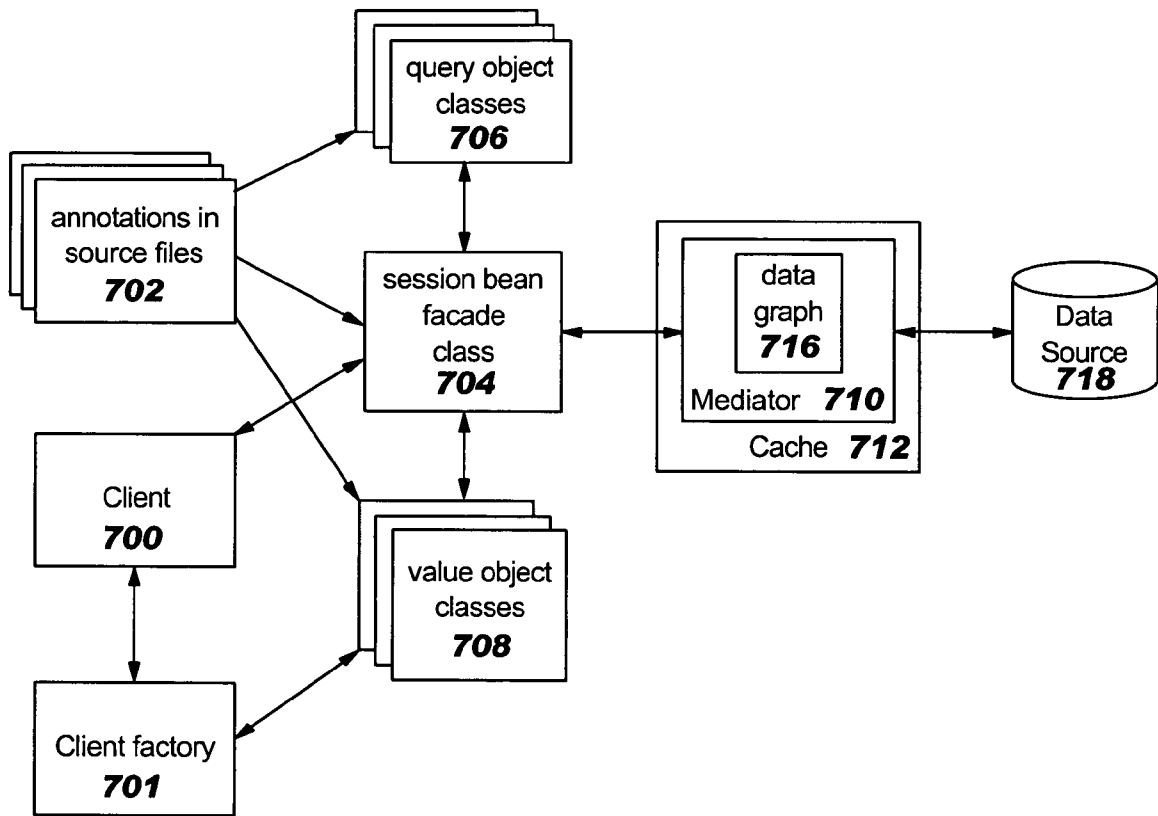 query object
classes
706
annotations in
source files
702
session bean
facade
class
704
data
graph
716
Mediator 710
Cache 712
Data
Source
718
Client
700
value object
classes
708
Client factory
701